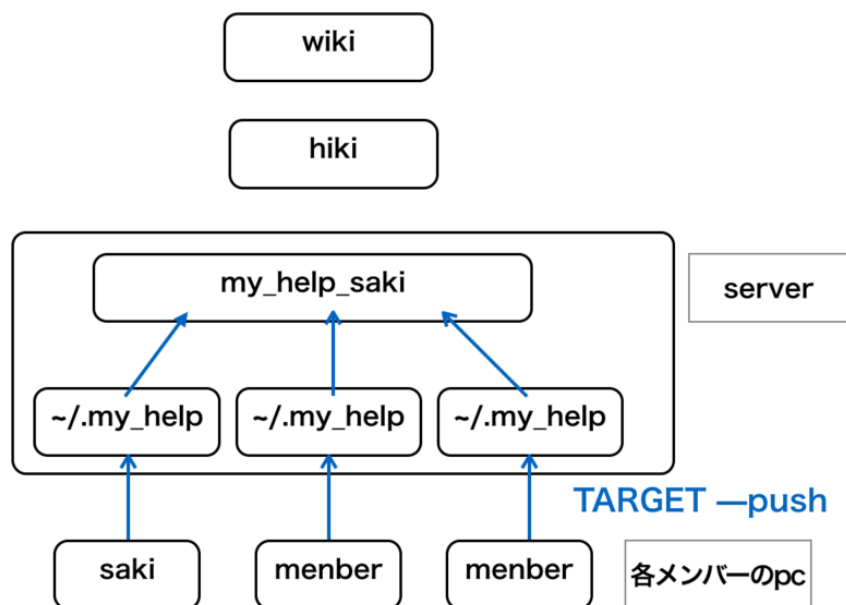 wiki
hiki
my_help_saki
server
~/.my_help
~/.my_help
~/.my_help
TARGET —push
saki
menber
menber
各メンバーのpc